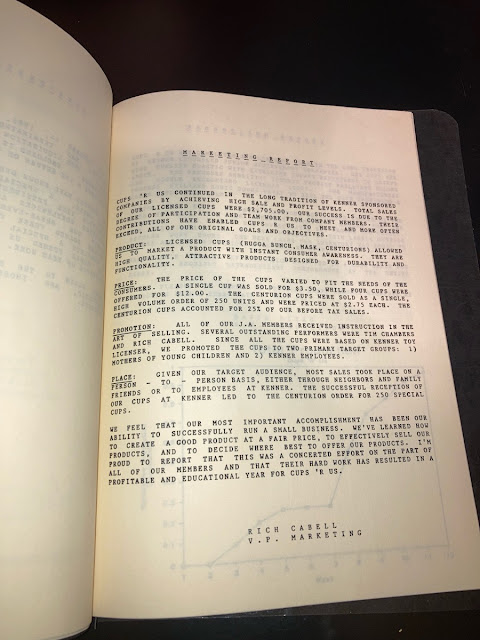 MARKETING REPORT
CUPS 'R US CONTINUED IN THE LONG TRADITION OF KENNER SPONSORED
COMPANIES BY ACHIEVING HIGH SALE AND PROFIT LEVELS. TOTAL SALES
OF OUR LICENSED CUPS WERE $2,705.00. OUR SUCCESS IS DUE TO THE
DEGREE OF PARTICIPATION AND TEAM WORK FROM COMPANY MEMBERS. THEIR
CONTRIBUTIONS HAVE ENABLED CUPS R US TO MEET, AND MORE OFTEN
EXCEED, ALL OF OUR ORIGINAL GOALS AND OBJECTIVES.
PRODUCT: LICENSED CUPS (HUGGA BUNCH, MASK, CENTURIONS) ALLOWED
US TO MARKET A PRODUCT WITH INSTANT CONSUMER AWARENESS. THEY ARE
HIGH QUALITY, ATTRACTIVE PRODUCTS DESIGNED FOR DURABILITY AND
FUNCTIONALITY.
PRICE: THE PRICE OF THE CUPS VARIED TO FIT THE NEEDS OF THE
CONSUMERS. A SINGLE CUP WAS SOLD FOR $3.50, WHILE FOUR CUPS WERE
OFFERED FOR $12.00. THE CENTURION CUPS WERE SOLD AS A SINGLE,
HIGH VOLUME ORDER OF 250 UNITS AND WERE PRICED AT $2.75 EACH. THE
CENTURION CUPS ACCOUNTED FOR 25% OF OUR BEFORE TAX SALES.
PROMOTION: ALL OF OUR J.A. MEMBERS RECEIVED INSTRUCTION IN THE
ART OF SELLING. SEVERAL OUTSTANDING PERFORMERS WERE TIM CHAMBERS
AND RICH CABELL. SINCE ALL THE CUPS WERE BASED ON KENNER TOY
LICENSER, WE PROMOTED THE CUPS TO TWO PRIMARY TARGET GROUPS: 1)
MOTHERS OF YOUNG CHILDREN AND 2) KENNER EMPLOYEES.
PLACE: GIVEN OUR TARGET AUDIENCE, MOST SALES TOOK PLACE ON A
PERSON - TO - PERSON BASIS, EITHER THROUGH NEIGHBORS AND FAMILY
FRIENDS OR TO EMPLOYEES AT KENNER. THE SUCCESSFUL RECEPTION OF
OUR CUPS AT KENNER LED TO THE CENTURION ORDER FOR 250 SPECIAL
CUPS.
WE FEEL THAT OUR MOST IMPORTANT ACCOMPLISHMENT HAS BEEN OUR
ABILITY TO SUCCESSFULLY RUN A SMALL BUSINESS. WE'VE LEARNED HOW
TO CREATE A GOOD PRODUCT AT A FAIR PRICE, TO EFFECTIVELY SELL OUR
PRODUCTS, AND TO DECIDE WHERE BEST TO OFFER OUR PRODUCTS. I'M
PROUD TO REPORT THAT THIS WAS A CONCERTED EFFORT ON THE PART OF
ALL OF OUR MEMBERS AND THAT THEIR HARD WORK HAS RESULTED IN A
PROFITABLE AND EDUCATIONAL YEAR FOR CUPS 'R US.
RICH CABELL
V.P. MARKETING